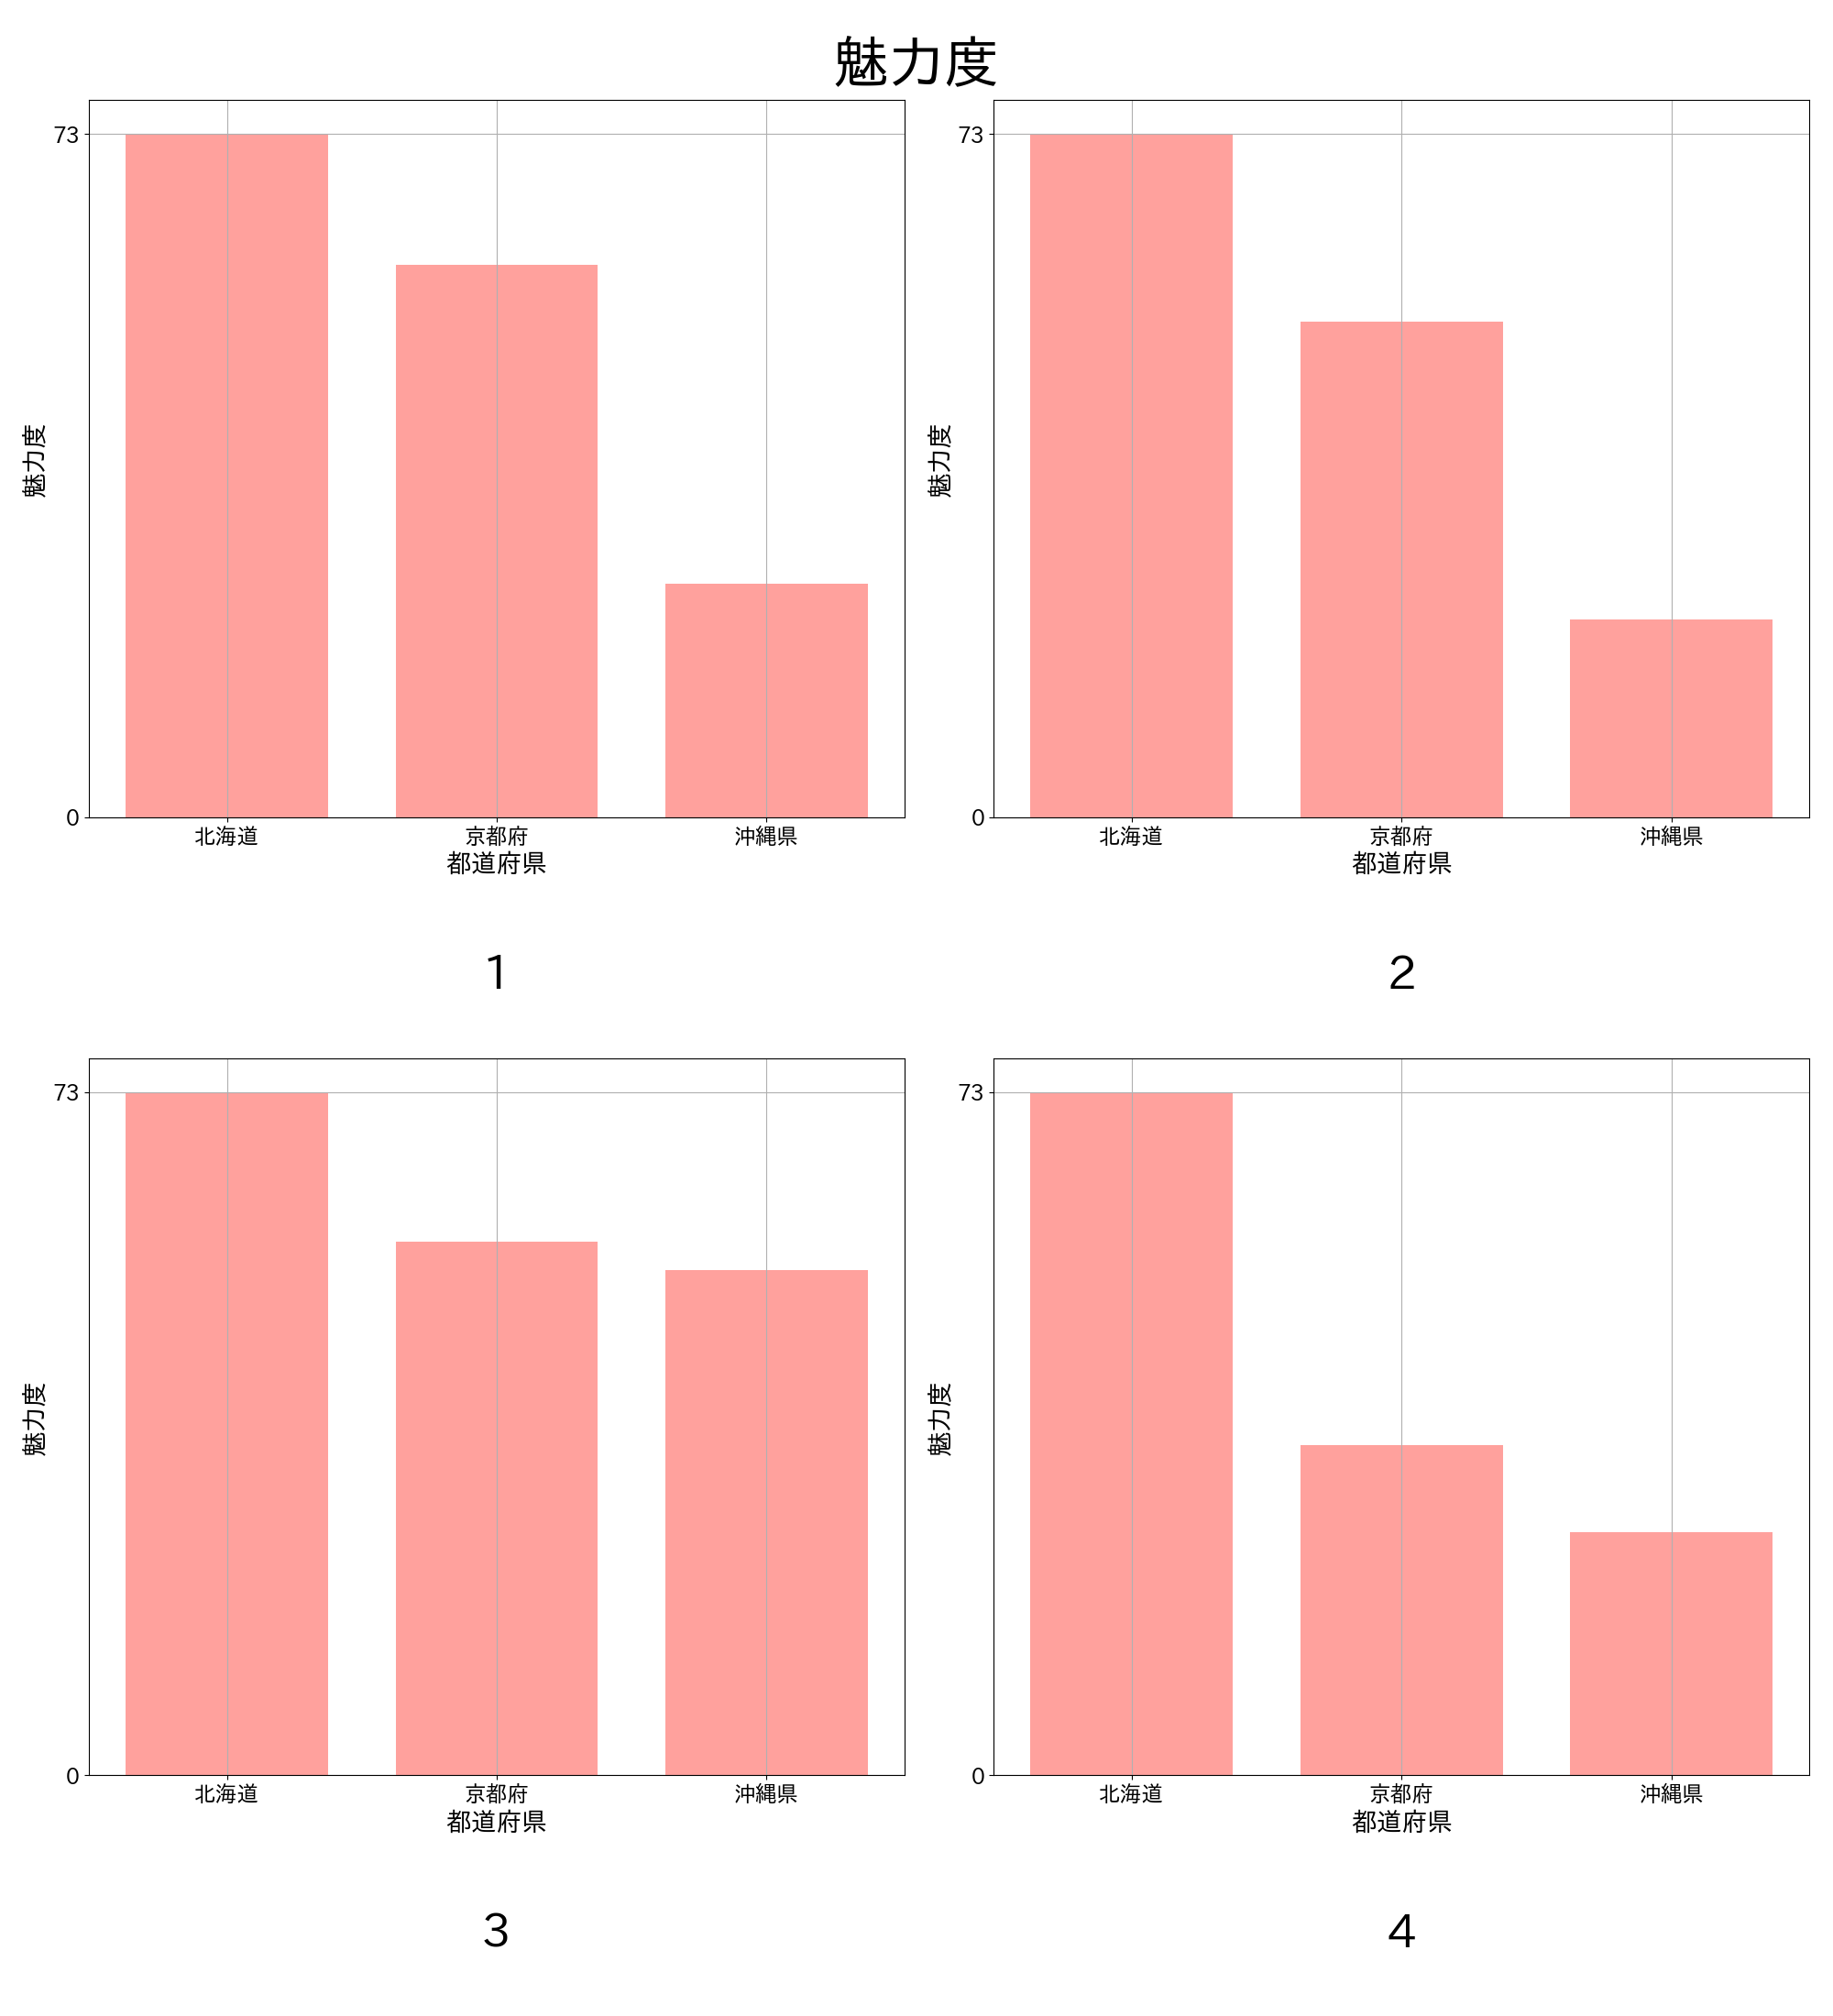 魅力度
73
0
魅力度
北海道 京都府 沖縄県
都道府県
1
73
0
魅力度
北海道 京都府 沖縄県
都道府県
2
73
0
魅力度
北海道 京都府 沖縄県
都道府県
3
73
0
魅力度
北海道 京都府 沖縄県
都道府県
4